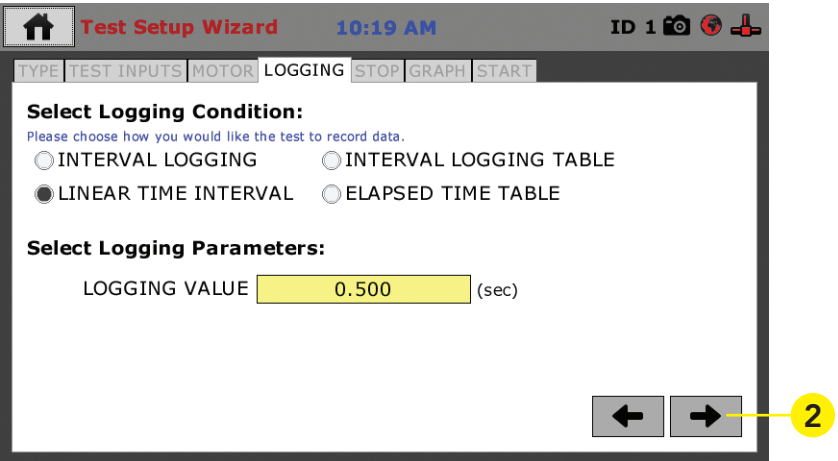 Test Setup Wizard 10:19 AM ID 1
TYPE TEST INPUTS MOTOR LOGGING STOP GRAPH START
Select Logging Condition:
Please choose how you would like the test to record data.
INTERVAL LOGGING INTERVAL LOGGING TABLE
LINEAR TIME INTERVAL ELAPSED TIME TABLE
Select Logging Parameters:
LOGGING VALUE 0.500 (sec)
2